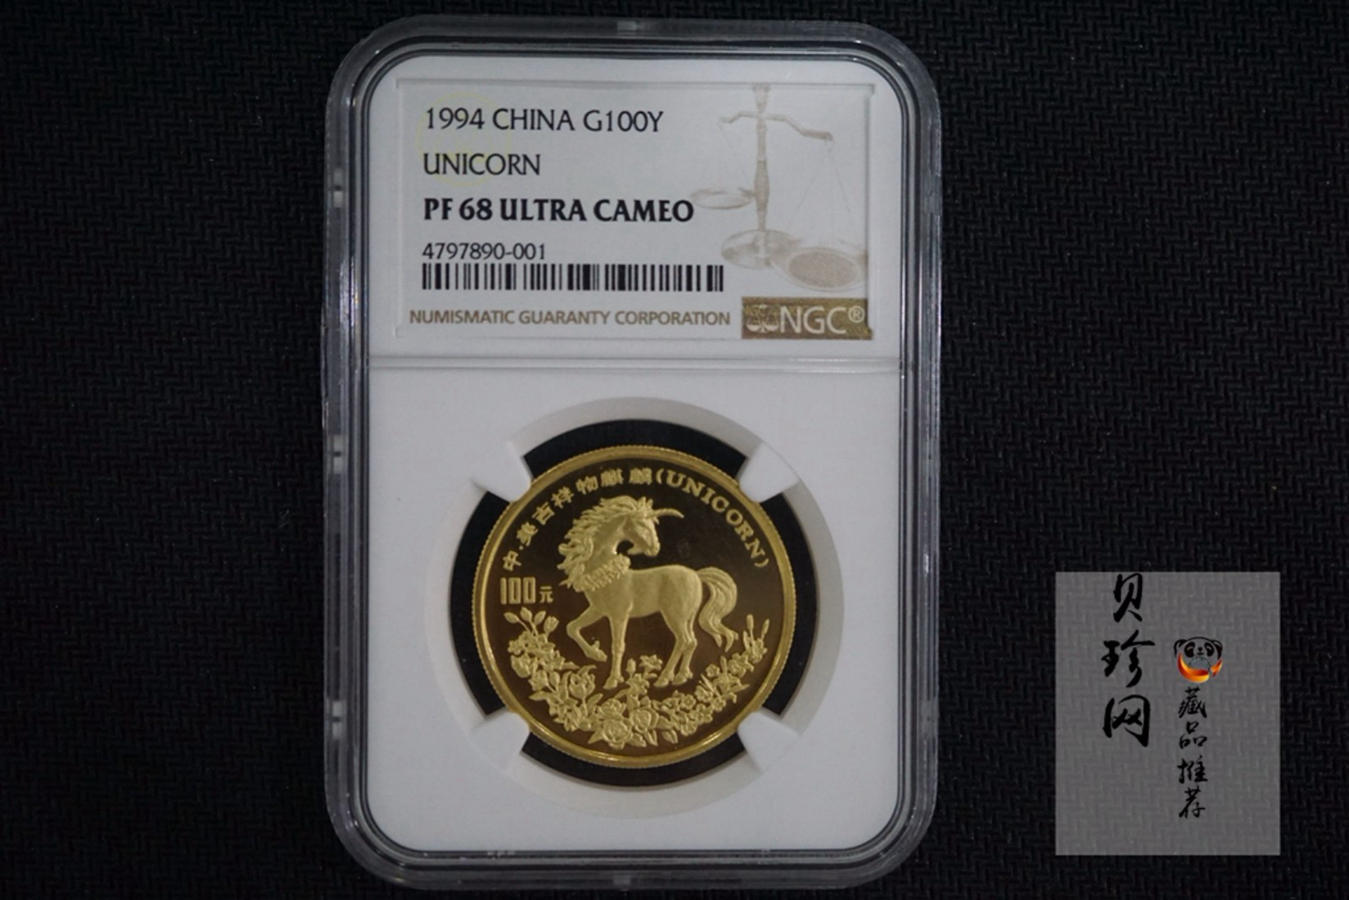 1994 CHINA G100Y
UNICORN
PF 68 ULTRA CAMEO
4797890-001
NUMISMATIC GUARANTY CORPORATION
NGC®
中·美吉祥物麒麟(UNICORN)
100元
贝珍网
藏品推荐